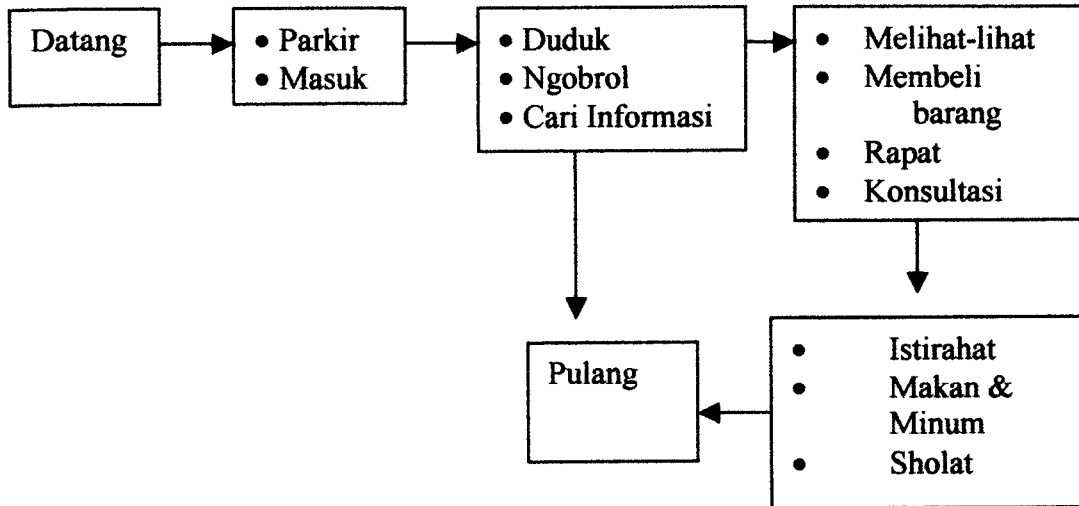 Datang
• Parkir
• Masuk
• Duduk
• Ngobrol
• Cari Informasi
• Melihat-lihat
• Membeli
barang
• Rapat
• Konsultasi
Pulang
• Istirahat
• Makan &
Minum
• Sholat